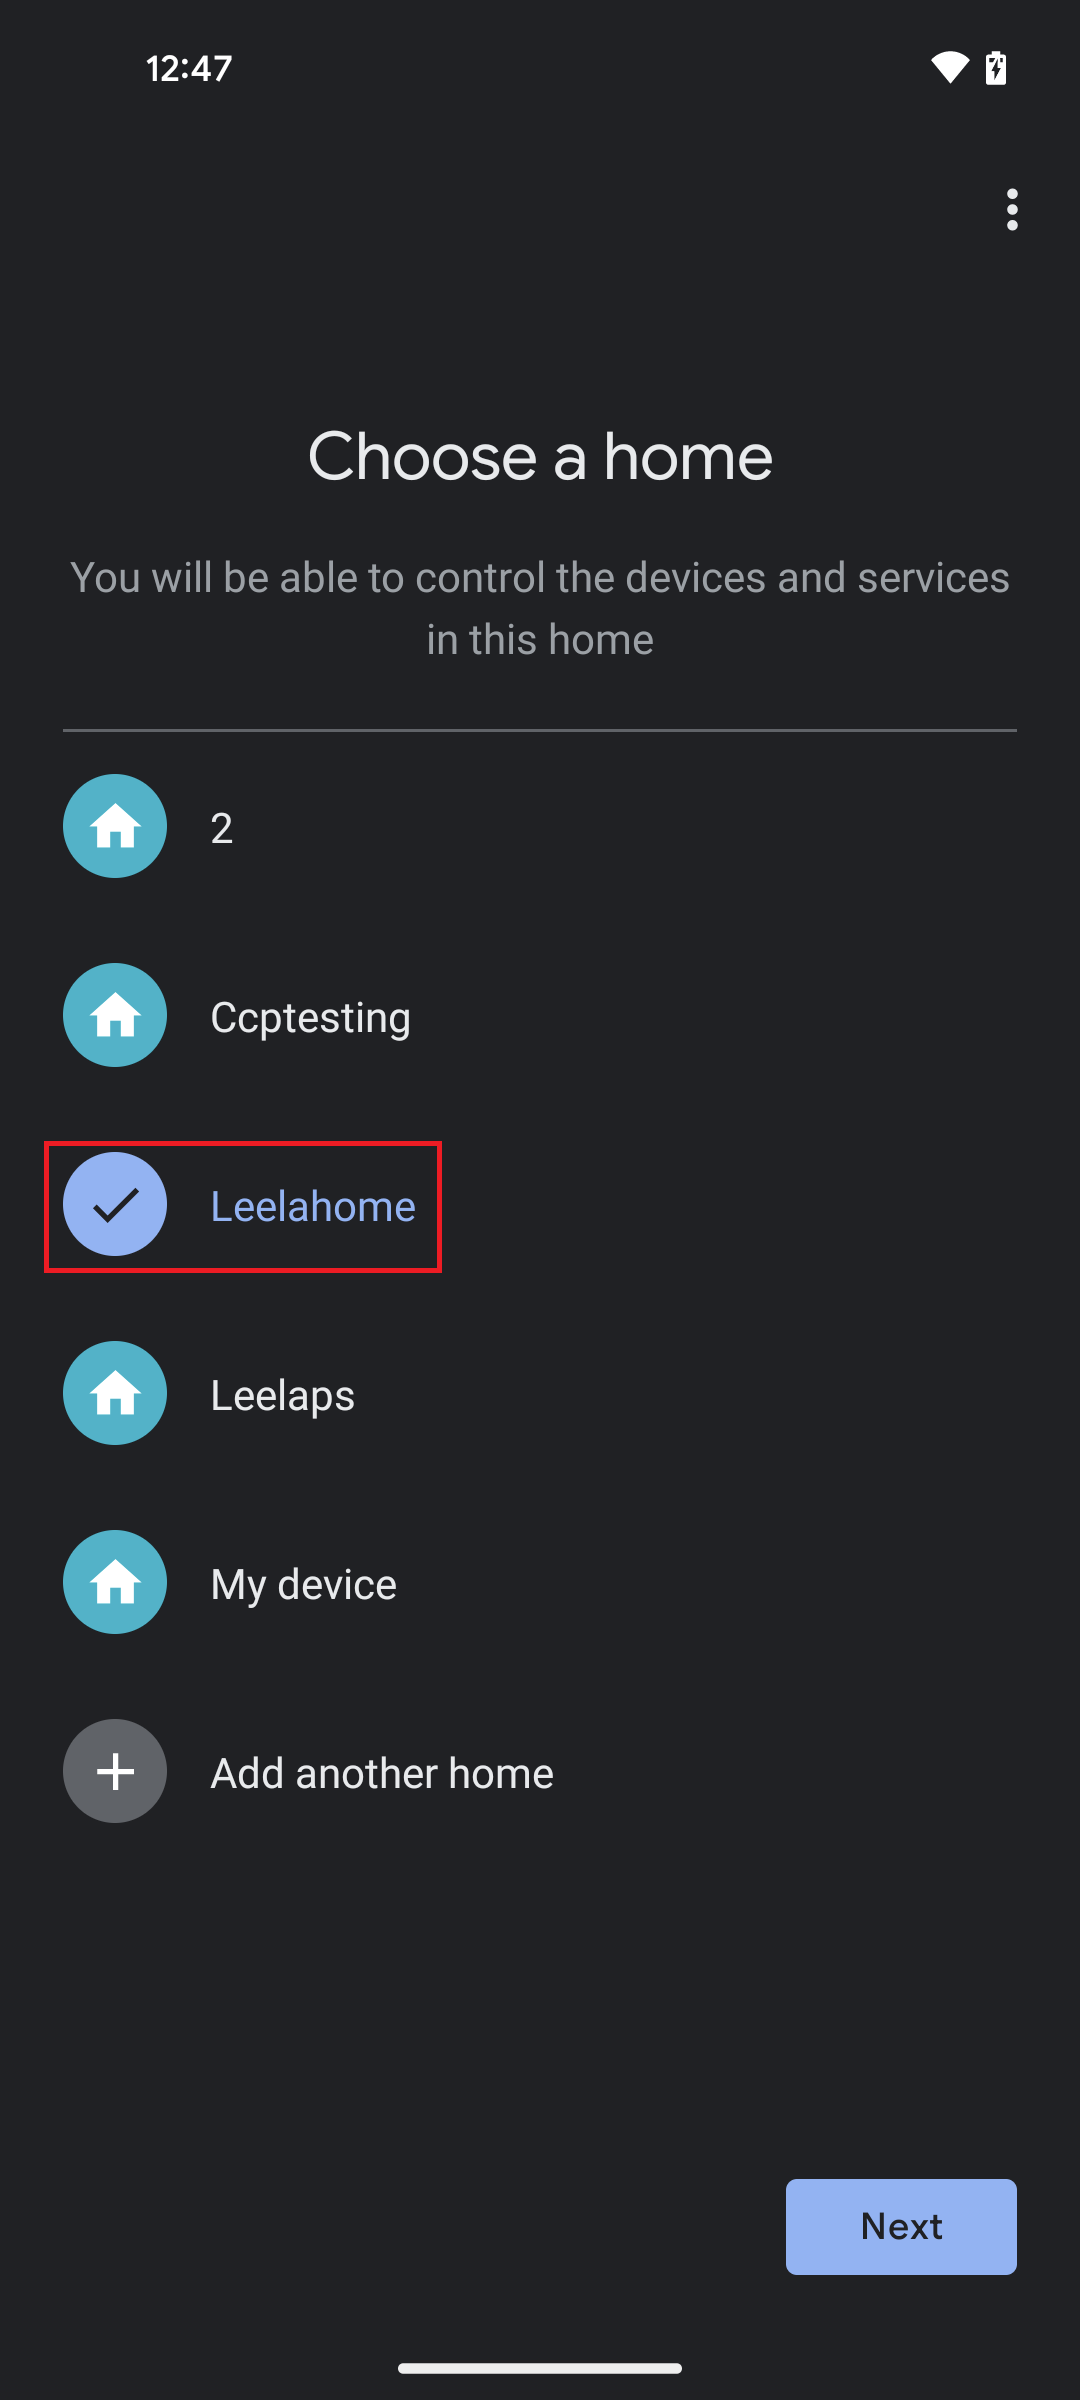 12:47
Choose a home
You will be able to control the devices and services
in this home
2
Ccptesting
Leelahome
Leelaps
My device
Add another home
Next